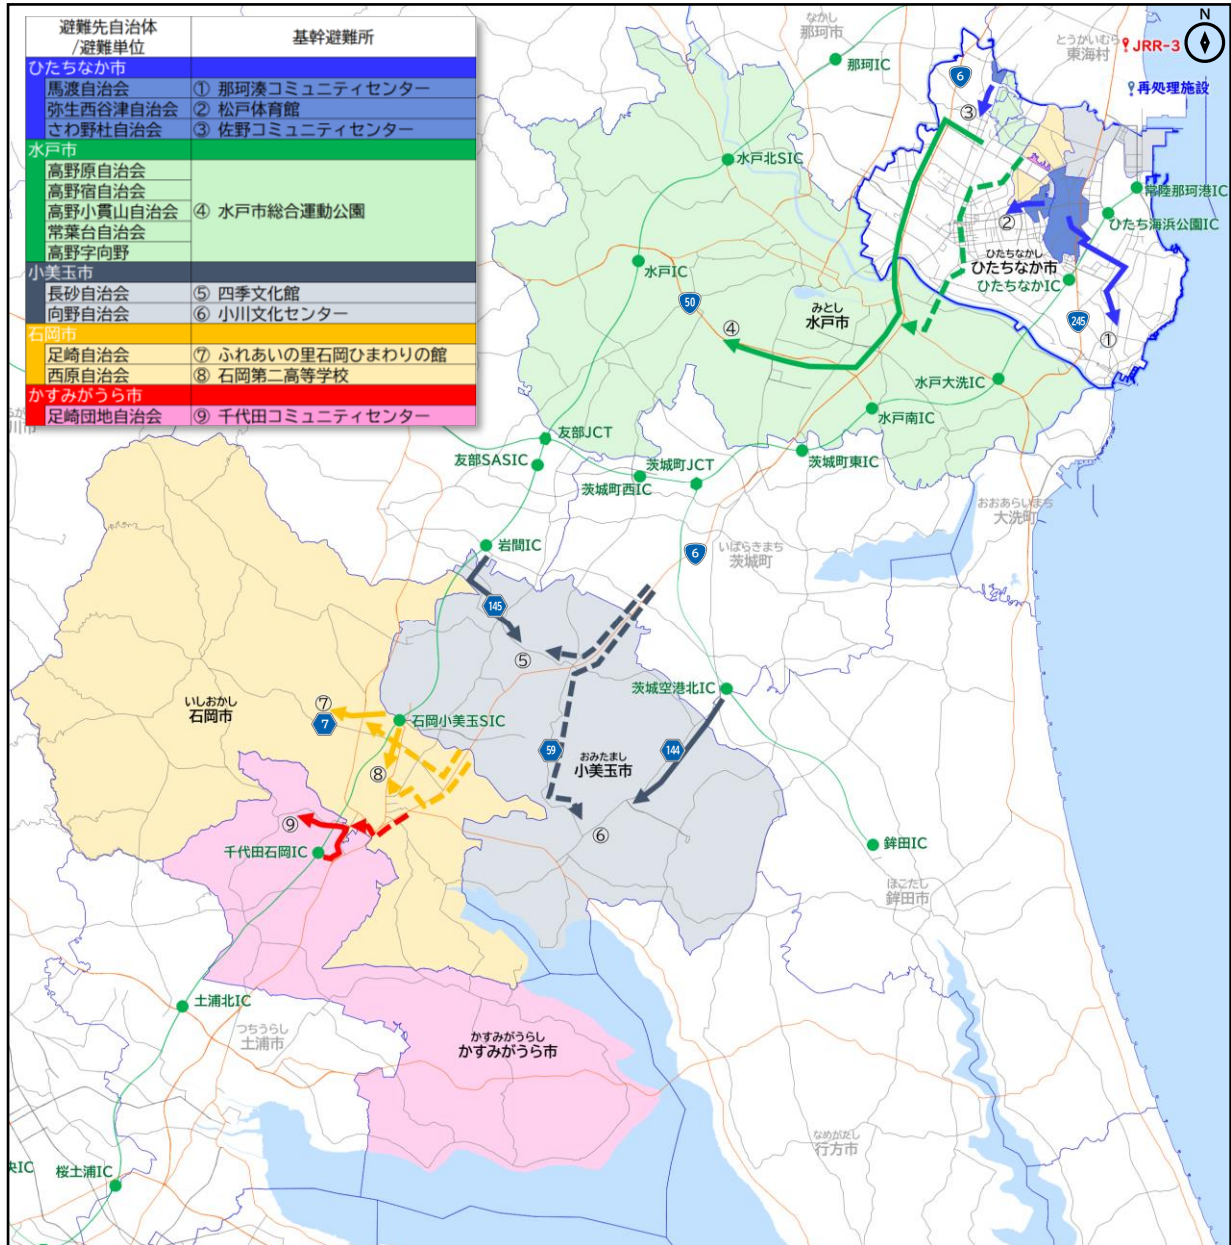 避難先自治体
/避難単位
基幹避難所
ひたちなか市
馬渡自治会 ① 那珂湊コミュニティセンター
弥生西谷津自治会 ② 松戸体育館
さわ野杜自治会 ③ 佐野コミュニティセンター
水戸市
高野原自治会
高野宿自治会
高野小貫山自治会 ④ 水戸市総合運動公園
常葉台自治会
高野字向野
小美玉市
長砂自治会 ⑤ 四季文化館
向野自治会 ⑥ 小川文化センター
石岡市
足崎自治会 ⑦ ふれあいの里石岡ひまわりの館
西原自治会 ⑧ 石岡第二高等学校
かすみがうら市
足崎団地自治会 ⑨ 千代田コミュニティセンター
なかし
那珂市
とうかいむら
東海村
JRR-3
N
那珂IC
6
再処理施設
③
水戸北SIC
常陸那珂港IC
②
ひたち海浜公園IC
ひたちなかし
ひたちなか市
ひたちなかIC
水戸IC
50
みとし
水戸市
④
245
①
水戸大洗IC
水戸南IC
川市
友部JCT
友部SASIC
茨城町JCT
茨城町西IC
茨城町東IC
おおあらいまち
大洗町
岩間IC
6
いばらきまち
茨城町
145
⑤
茨城空港北IC
いしおかし
石岡市
⑦
7
石岡小美玉SIC
59
144
おみたまし
小美玉市
⑧
⑨
⑥
千代田石岡IC
鉾田IC
ほこたし
鉾田市
土浦北IC
つちうらし
土浦市
かすみがうらし
かすみがうら市
なめがたし
行方市
央IC
桜土浦IC